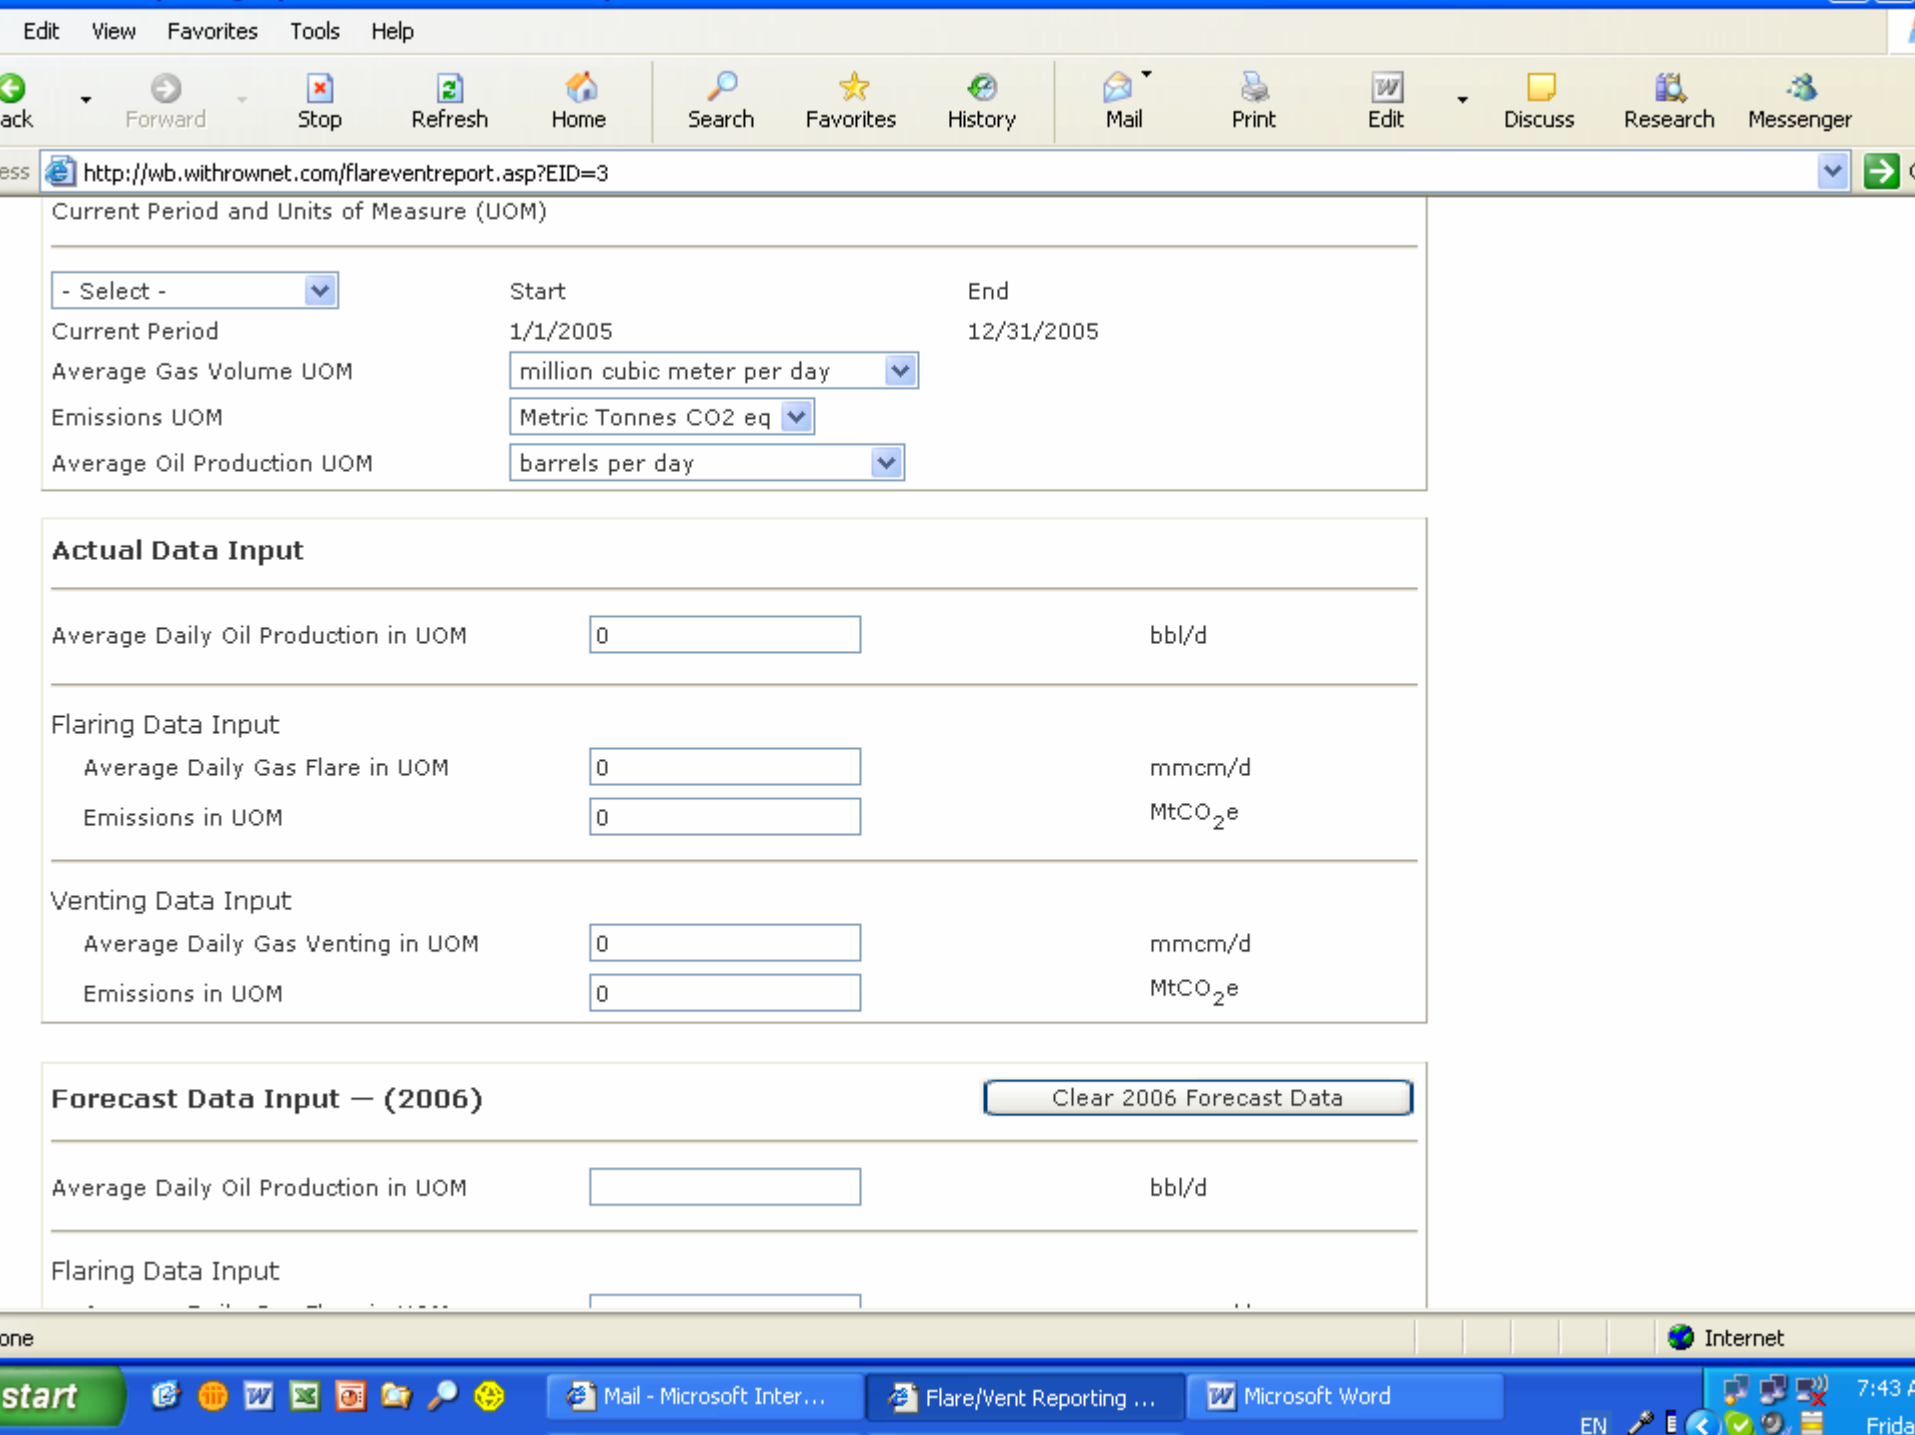 Edit View Favorites Tools Help
ack Forward Stop Refresh Home Search Favorites History Mail Print Edit Discuss Research Messenger
ess http://wb.withrownet.com/flareventreport.asp?EID=3
Current Period and Units of Measure (UOM)
- Select - Start End
Current Period 1/1/2005 12/31/2005
Average Gas Volume UOM million cubic meter per day
Emissions UOM Metric Tonnes CO2 eq
Average Oil Production UOM barrels per day
Actual Data Input
Average Daily Oil Production in UOM 0 bbl/d
Flaring Data Input
Average Daily Gas Flare in UOM 0 mmcm/d
Emissions in UOM 0 MtCO2e
Venting Data Input
Average Daily Gas Venting in UOM 0 mmcm/d
Emissions in UOM 0 MtCO2e
Forecast Data Input — (2006) Clear 2006 Forecast Data
Average Daily Oil Production in UOM bbl/d
Flaring Data Input
one Internet
start Mail - Microsoft Inter... Flare/Vent Reporting ... Microsoft Word 7:43 A
EN Frida